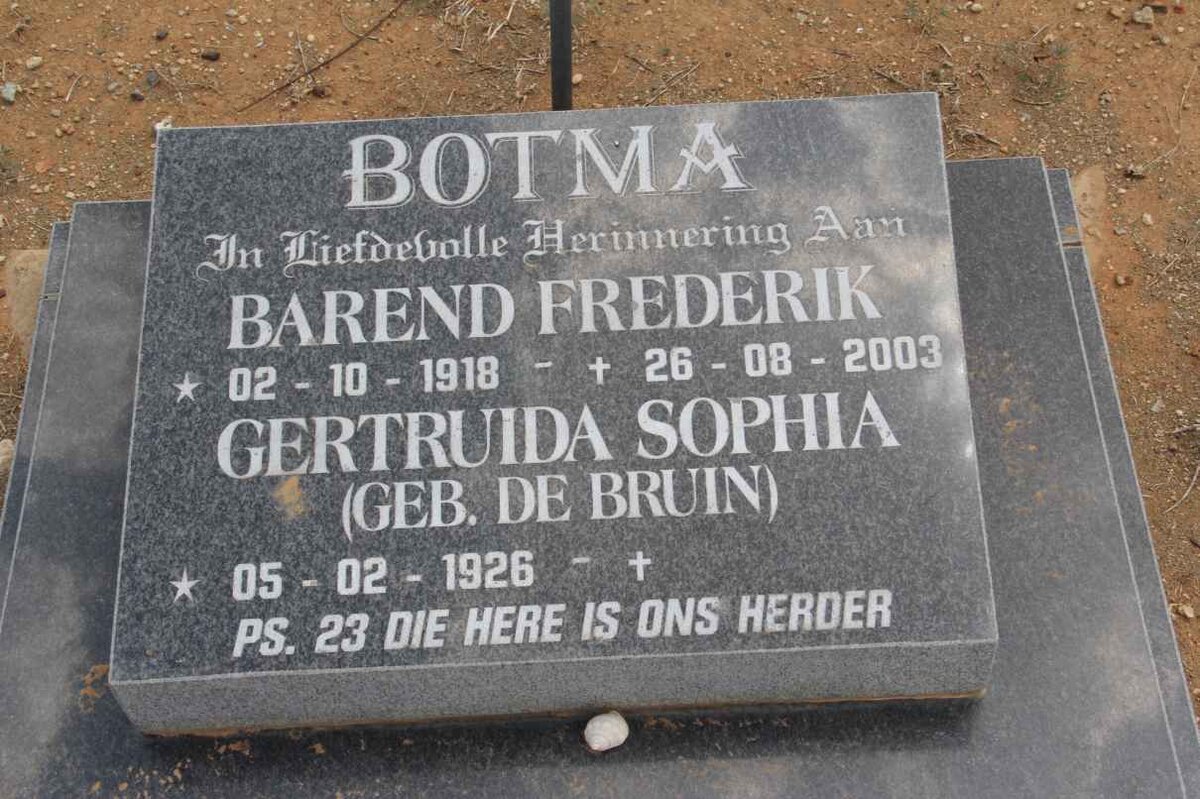 BOTMA
In Liefdevolle Herinnering Aan
BAREND FREDERIK
★ 02 - 10 - 1918 - ✝ 26 - 08 - 2003
GERTRUIDA SOPHIA
(GEB. DE BRUIN)
★ 05 - 02 - 1926 - ✝
PS. 23 DIE HERE IS ONS HERDER